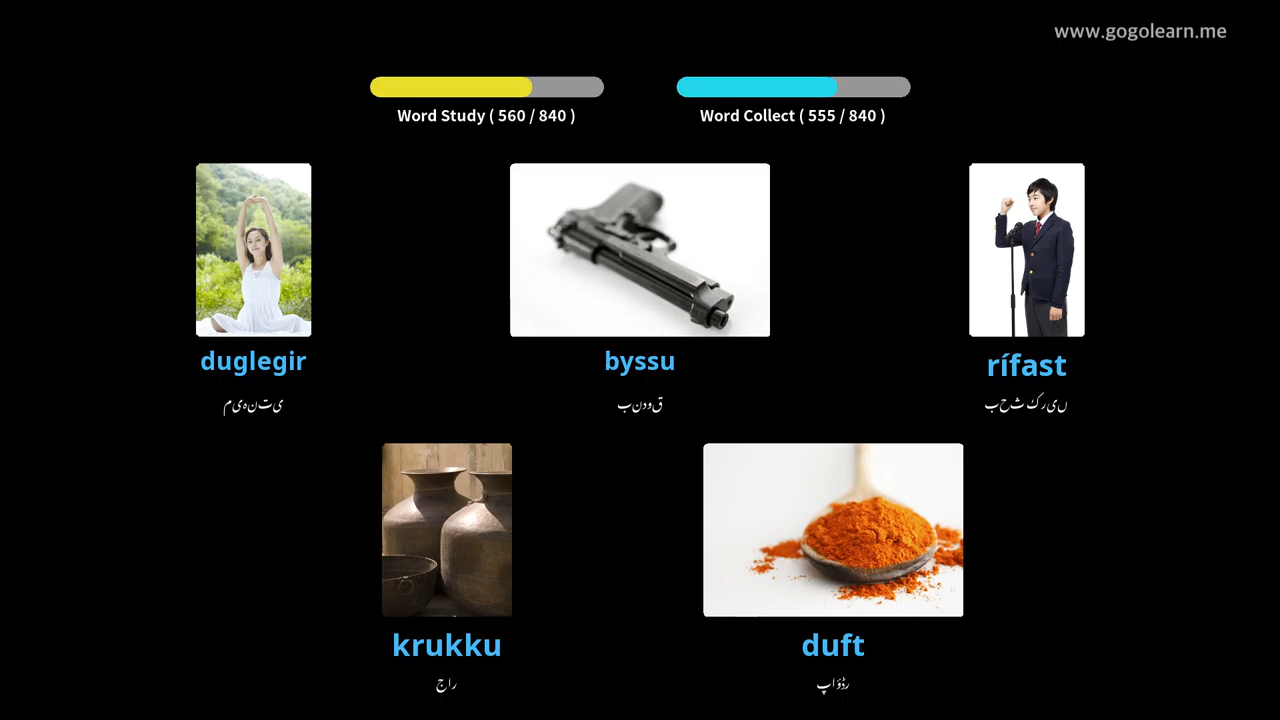 www.gogolearn.me
Word Study ( 560 / 840 )
Word Collect ( 555 / 840 )
duglegir
میہنتی
byssu
بندوق
rífast
بحث کریں
krukku
جار
duft
پاؤڈر